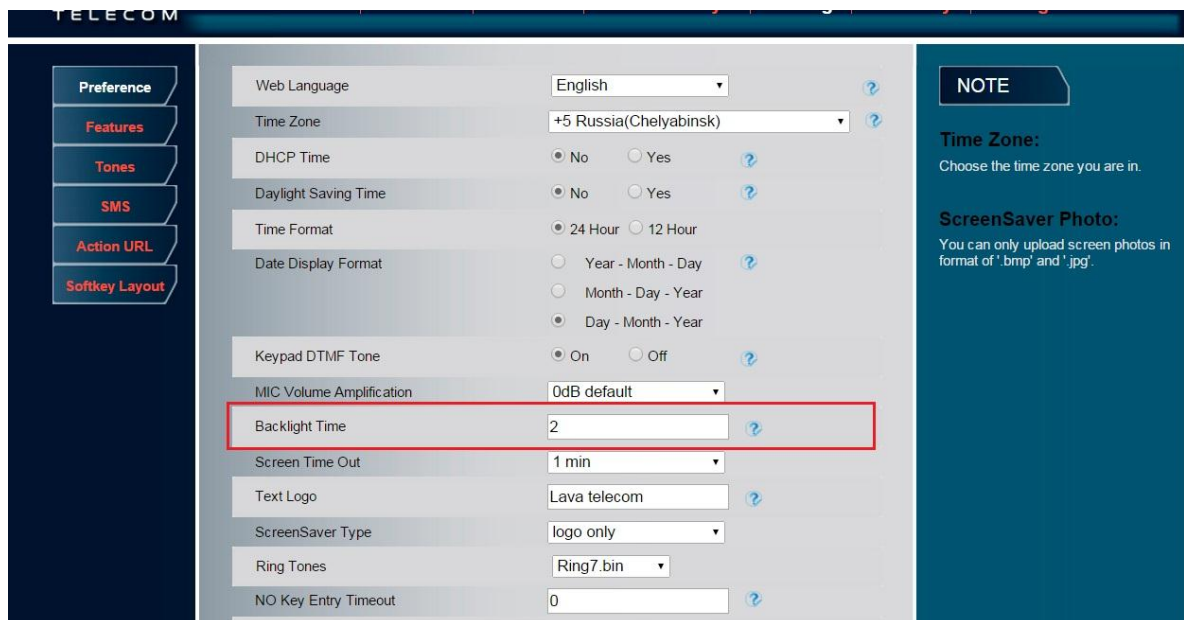 TELECOM
Preference
Features
Tones
SMS
Action URL
Softkey Layout
Web Language English
Time Zone +5 Russia(Chelyabinsk)
DHCP Time No Yes
Daylight Saving Time No Yes
Time Format 24 Hour 12 Hour
Date Display Format Year - Month - Day
Month - Day - Year
Day - Month - Year
Keypad DTMF Tone On Off
MIC Volume Amplification 0dB default
Backlight Time 2
Screen Time Out 1 min
Text Logo Lava telecom
ScreenSaver Type logo only
Ring Tones Ring7.bin
NO Key Entry Timeout 0
NOTE
Time Zone:
Choose the time zone you are in.
ScreenSaver Photo:
You can only upload screen photos in
format of '.bmp' and '.jpg'.